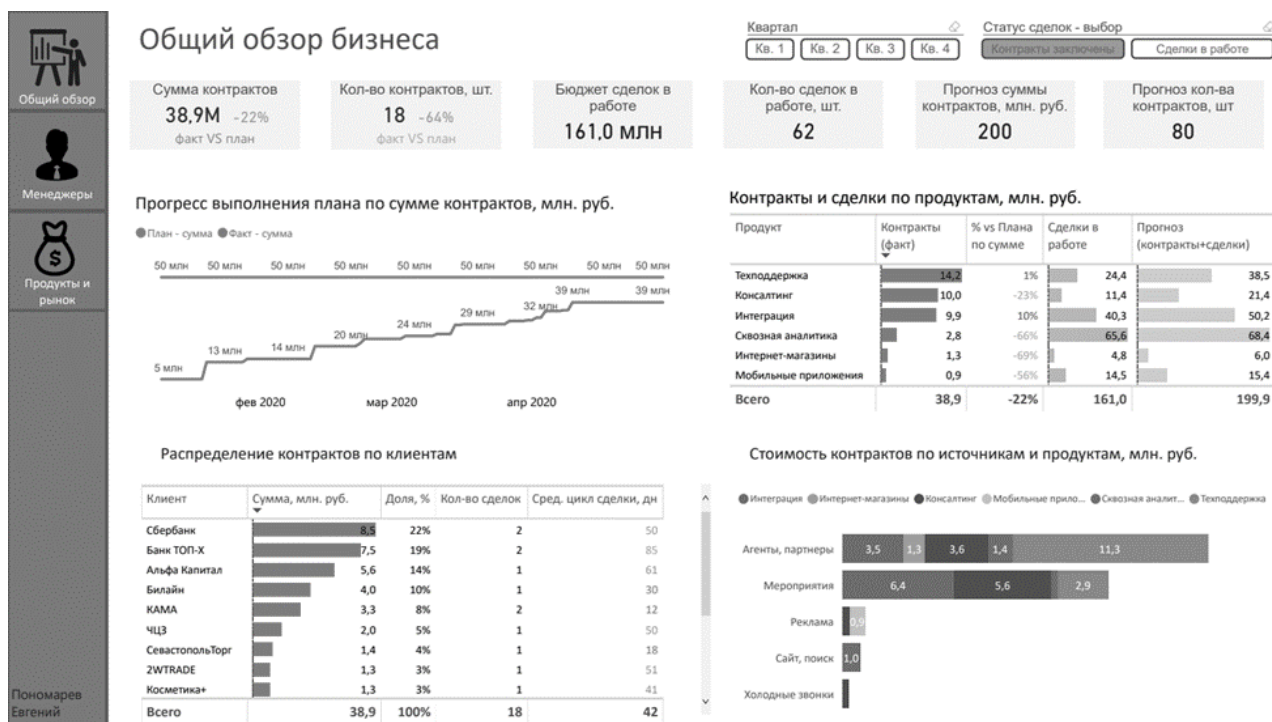 Общий обзор
Менеджеры
Продукты и
рынок
Пономарев
Евгений
Общий обзор бизнеса
Квартал
Кв. 1 Кв. 2 Кв. 3 Кв. 4
Статус сделок - выбор
Контракты заключены Сделки в работе
Сумма контрактов
38,9М -22%
факт VS план
Кол-во контрактов, шт.
18 -64%
факт VS план
Бюджет сделок в
работе
161,0 МЛН
Кол-во сделок в
работе, шт.
62
Прогноз суммы
контрактов, млн. руб.
200
Прогноз кол-ва
контрактов, шт
80
Прогресс выполнения плана по сумме контрактов, млн. руб.
План - сумма Факт - сумма
50 млн 50 млн 50 млн 50 млн 50 млн 50 млн 50 млн 50 млн 50 млн
5 млн 13 млн 14 млн 20 млн 24 млн 29 млн 32 млн 39 млн 39 млн
фев 2020 мар 2020 апр 2020
Контракты и сделки по продуктам, млн. руб.
Продукт Контракты % vs Плана Сделки в Прогноз
(факт) по сумме работе (контракты+сделки)
Техподдержка 14,2 1% 24,4 38,5
Консалтинг 10,0 -23% 11,4 21,4
Интеграция 9,9 10% 40,3 50,2
Сквозная аналитика 2,8 -66% 65,6 68,4
Интернет-магазины 1,3 -69% 4,8 6,0
Мобильные приложения 0,9 -56% 14,5 15,4
Всего 38,9 -22% 161,0 199,9
Распределение контрактов по клиентам
Клиент Сумма, млн. руб. Доля, % Кол-во сделок Сред. цикл сделки, дн
Сбербанк 8,5 22% 2 50
Банк ТОП-Х 7,5 19% 2 85
Альфа Капитал 5,6 14% 1 61
Билайн 4,0 10% 1 30
КАМА 3,3 8% 2 12
ЧЦЗ 2,0 5% 1 50
СевастопольТорг 1,4 4% 1 18
2WTRADE 1,3 3% 1 51
Косметика+ 1,3 3% 1 41
Всего 38,9 100% 18 42
Стоимость контрактов по источникам и продуктам, млн. руб.
Интеграция Интернет-магазины Консалтинг Мобильные прило... Сквозная аналит... Техподдержка
Агенты, партнеры 3,5 1,3 3,6 1,4 11,3
Мероприятия 6,4 5,6 2,9
Реклама 0,9
Сайт, поиск 1,0
Холодные звонки